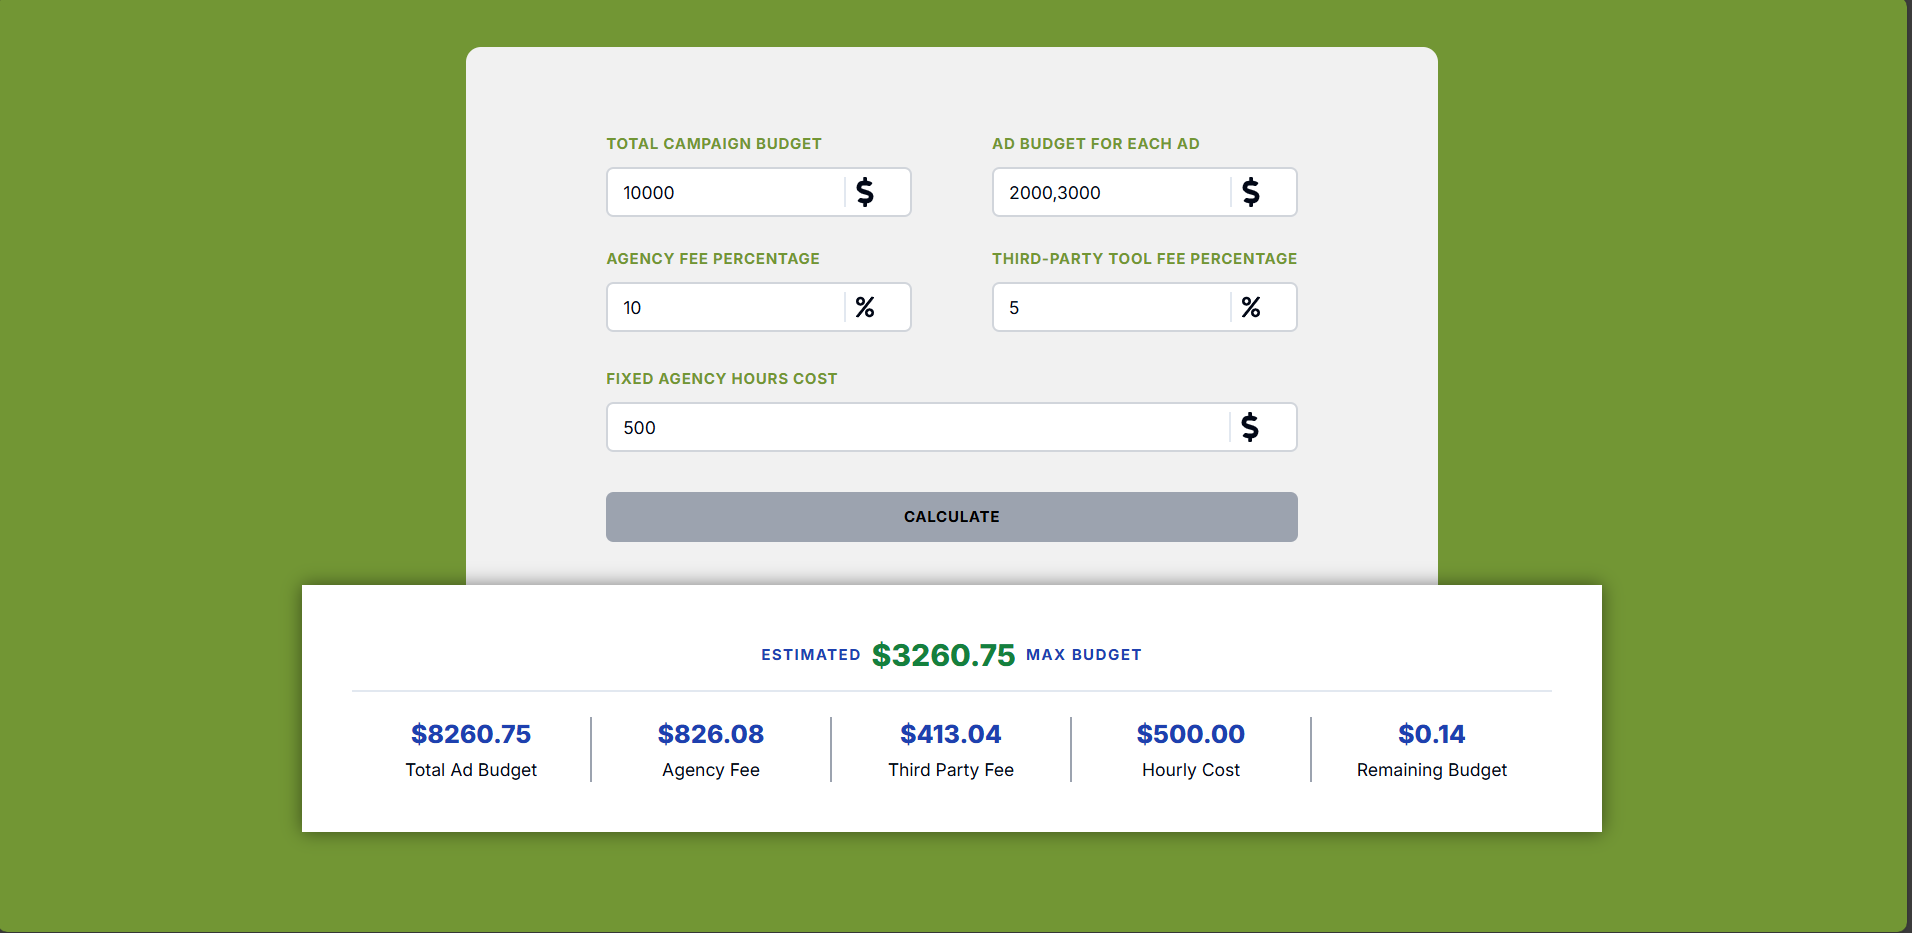 TOTAL CAMPAIGN BUDGET
10000 $
AD BUDGET FOR EACH AD
2000,3000 $
AGENCY FEE PERCENTAGE
10 %
THIRD-PARTY TOOL FEE PERCENTAGE
5 %
FIXED AGENCY HOURS COST
500 $
CALCULATE
ESTIMATED $3260.75 MAX BUDGET
$8260.75
Total Ad Budget
$826.08
Agency Fee
$413.04
Third Party Fee
$500.00
Hourly Cost
$0.14
Remaining Budget